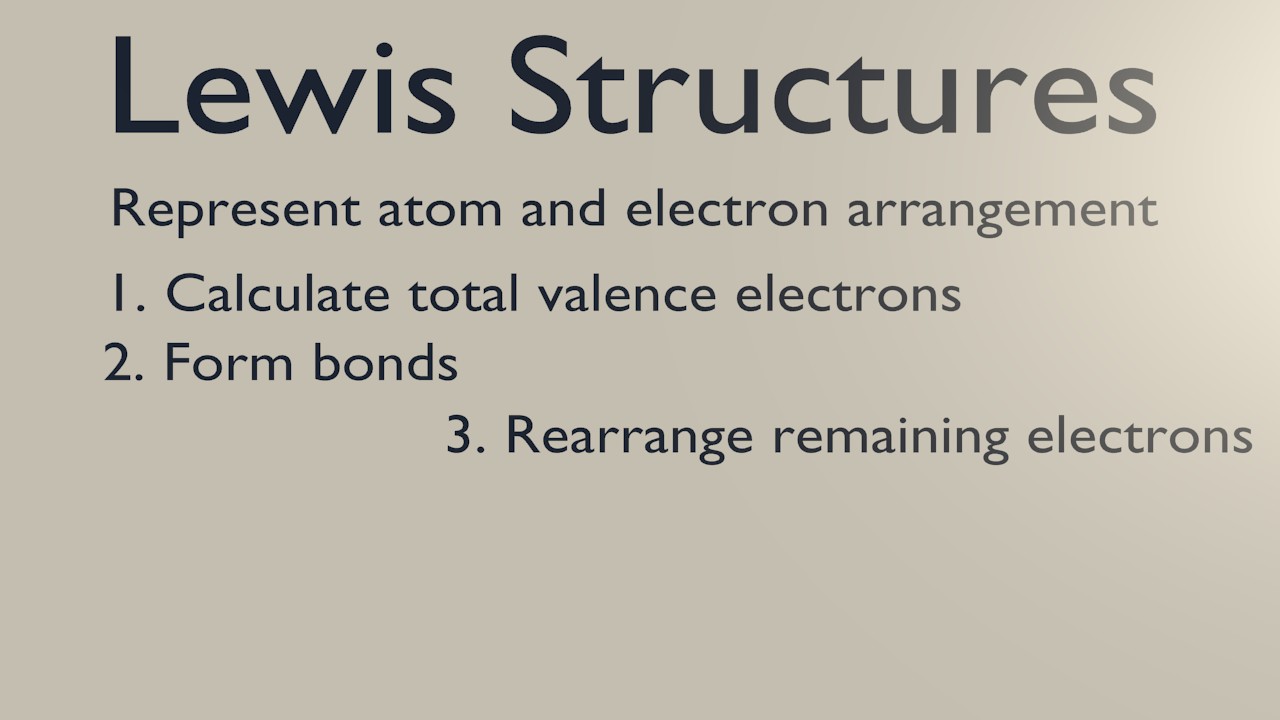 Lewis Structures
Represent atom and electron arrangement
1. Calculate total valence electrons
2. Form bonds
3. Rearrange remaining electrons